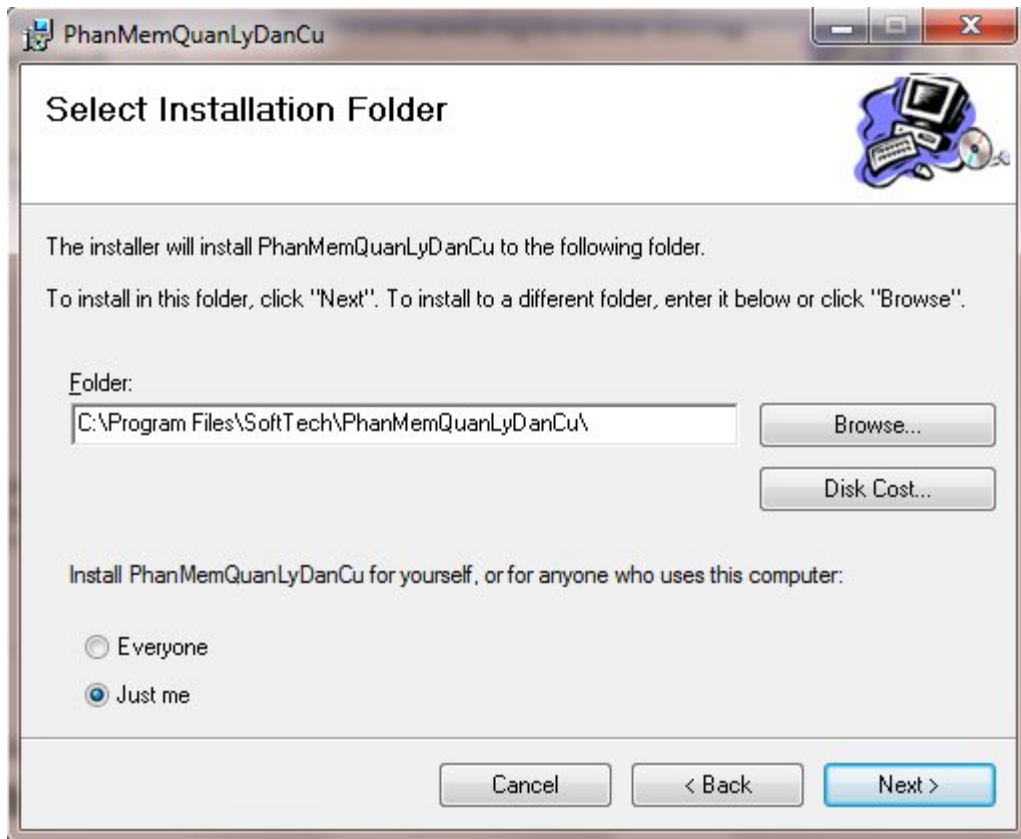 PhanMemQuanLyDanCu
Select Installation Folder
The installer will install PhanMemQuanLyDanCu to the following folder.
To install in this folder, click "Next". To install to a different folder, enter it below or click "Browse".
Folder:
C:\Program Files\SoftTech\PhanMemQuanLyDanCu\
Browse...
Disk Cost...
Install PhanMemQuanLyDanCu for yourself, or for anyone who uses this computer:
Everyone
Just me
Cancel
< Back
Next >